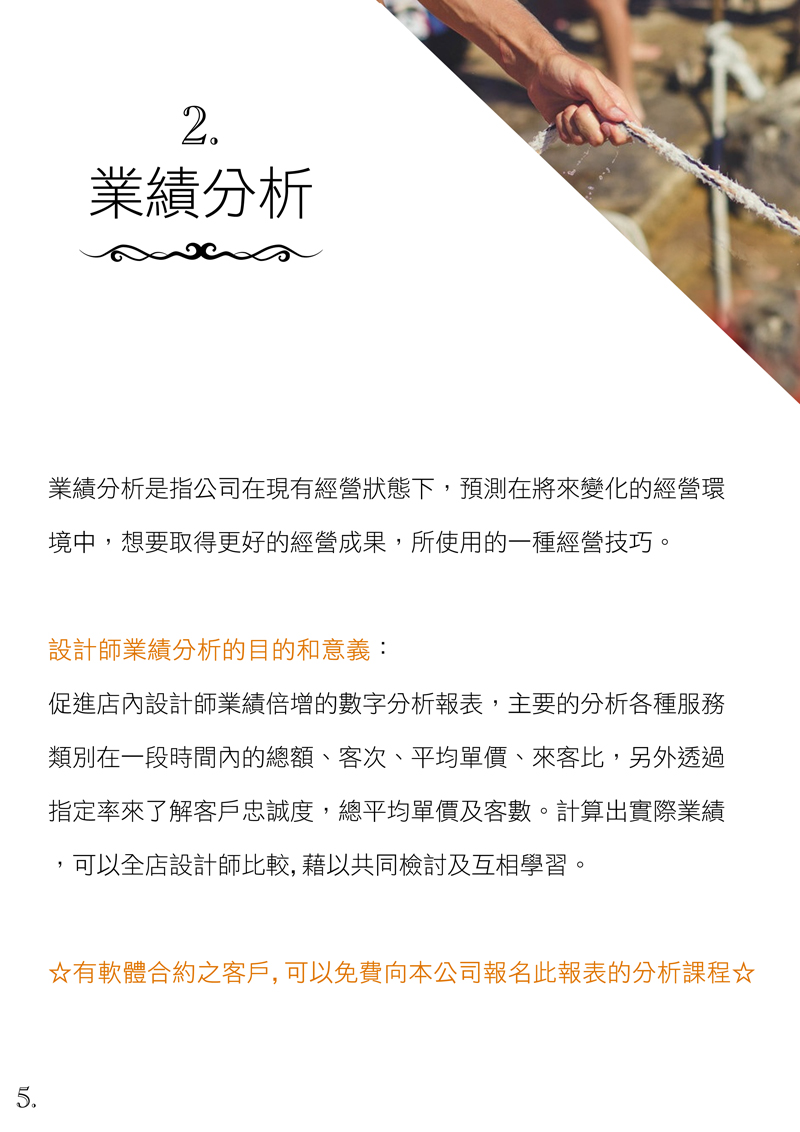 2.
業績分析
業績分析是指公司在現有經營狀態下，預測在將來變化的經營環
境中，想要取得更好的經營成果，所使用的一種經營技巧。
設計師業績分析的目的和意義：
促進店內設計師業績倍增的數字分析報表，主要的分析各種服務
類別在一段時間內的總額、客次、平均單價、來客比，另外透過
指定率來了解客戶忠誠度，總平均單價及客數。計算出實際業績
，可以全店設計師比較, 藉以共同檢討及互相學習。
☆有軟體合約之客戶, 可以免費向本公司報名此報表的分析課程☆
5.